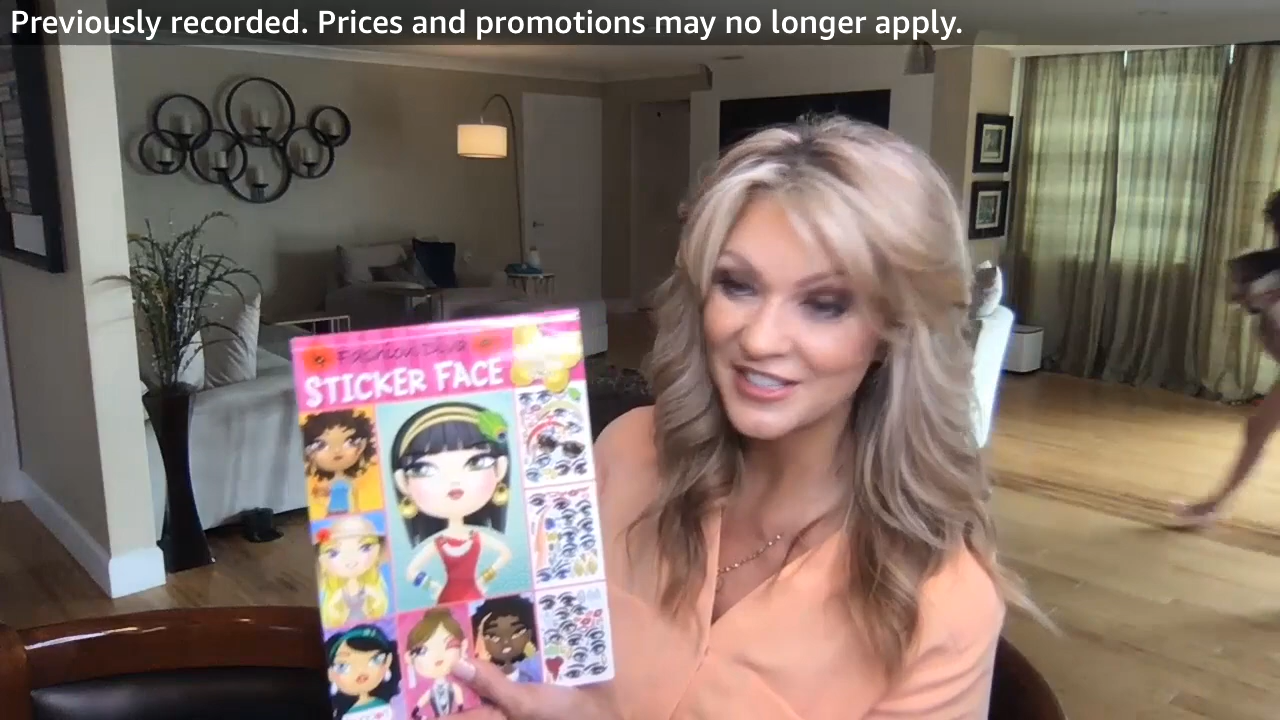 Previously recorded. Prices and promotions may no longer apply.
FASHION DIVA
STICKER FACE